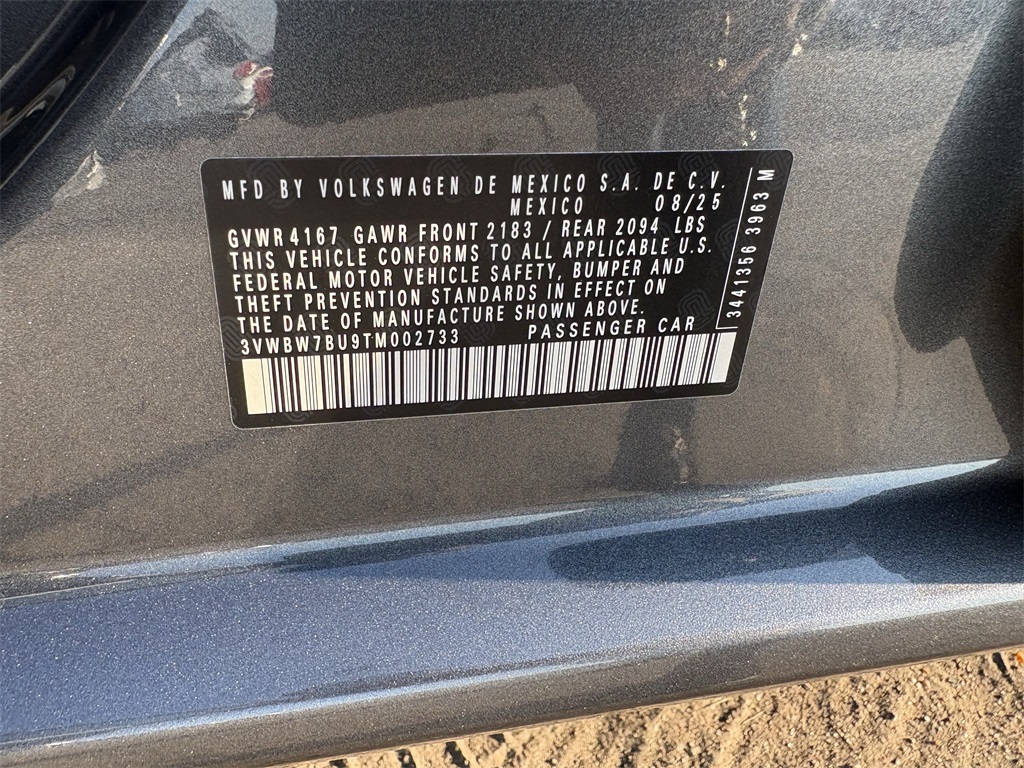 MFD BY VOLKSWAGEN DE MEXICO S.A. DE C.V.
MEXICO 08/25
GVWR 4167 GAWR FRONT 2183 / REAR 2094 LBS
THIS VEHICLE CONFORMS TO ALL APPLICABLE U.S.
FEDERAL MOTOR VEHICLE SAFETY, BUMPER AND
THEFT PREVENTION STANDARDS IN EFFECT ON
THE DATE OF MANUFACTURE SHOWN ABOVE.
3VWBW7BU9TM002733 PASSENGER CAR
3441356 3963 M